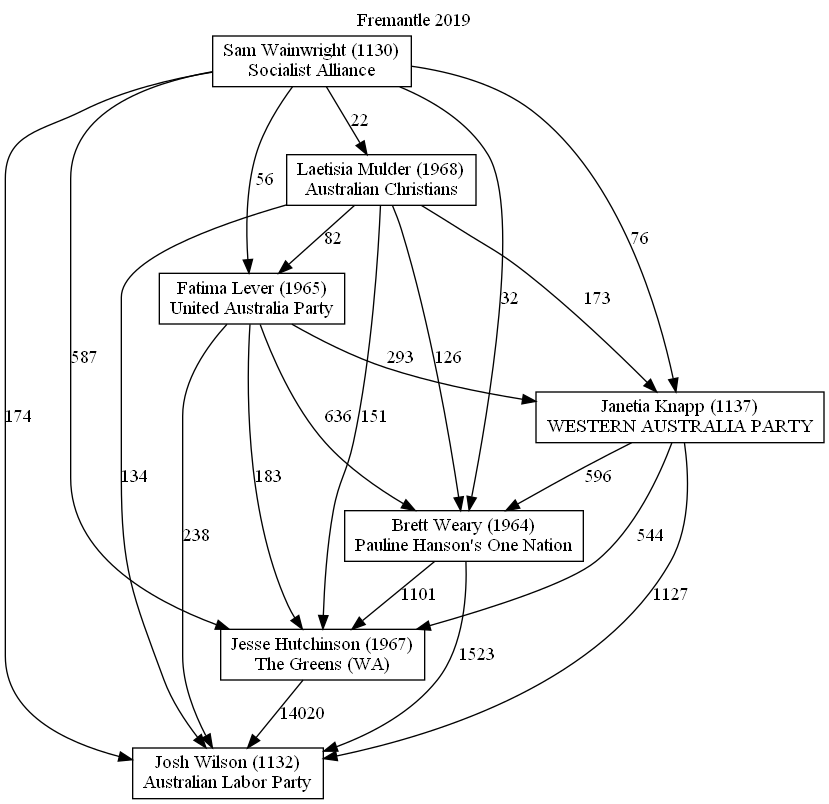 Fremantle 2019
Sam Wainwright (1130)
Socialist Alliance
22
Laetisia Mulder (1968)
Australian Christians
56
76
82
Fatima Lever (1965)
United Australia Party
32
173
587
293
126
Janetia Knapp (1137)
WESTERN AUSTRALIA PARTY
174
636
151
134
183
596
Brett Weary (1964)
Pauline Hanson's One Nation
238
544
1101
1127
Jesse Hutchinson (1967)
The Greens (WA)
1523
14020
Josh Wilson (1132)
Australian Labor Party